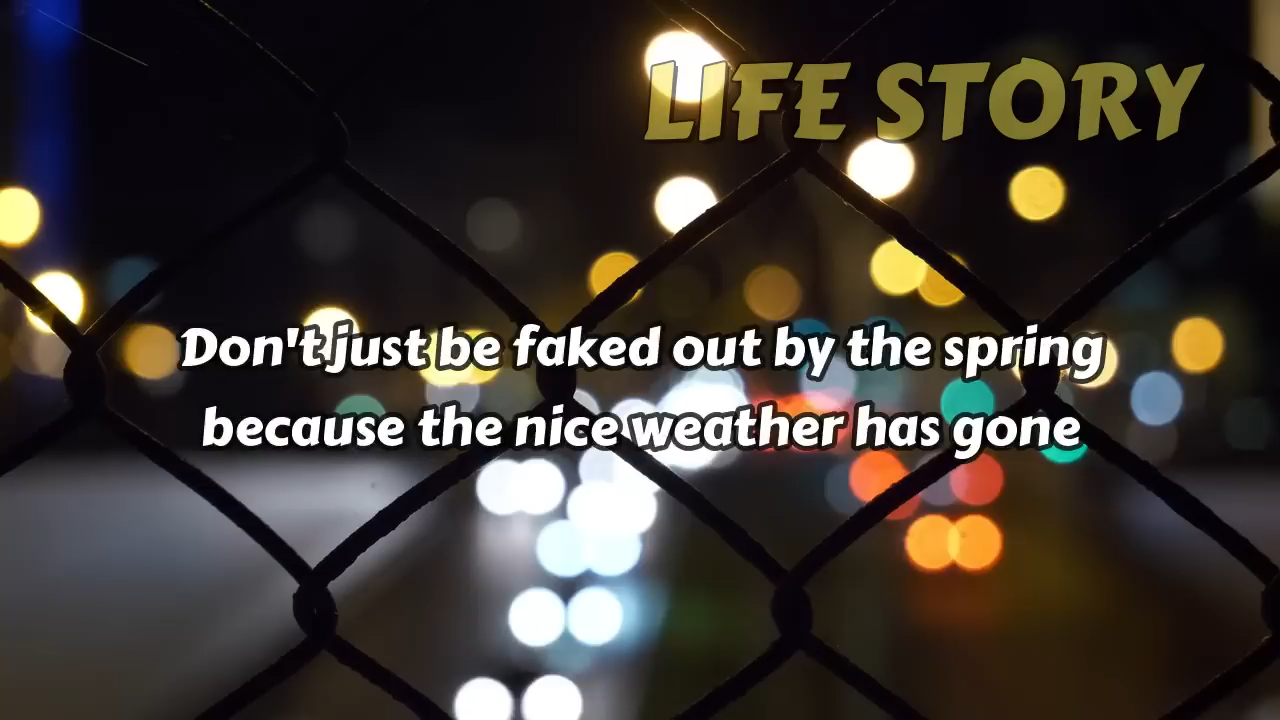 LIFE STORY
Don't just be faked out by the spring
because the nice weather has gone